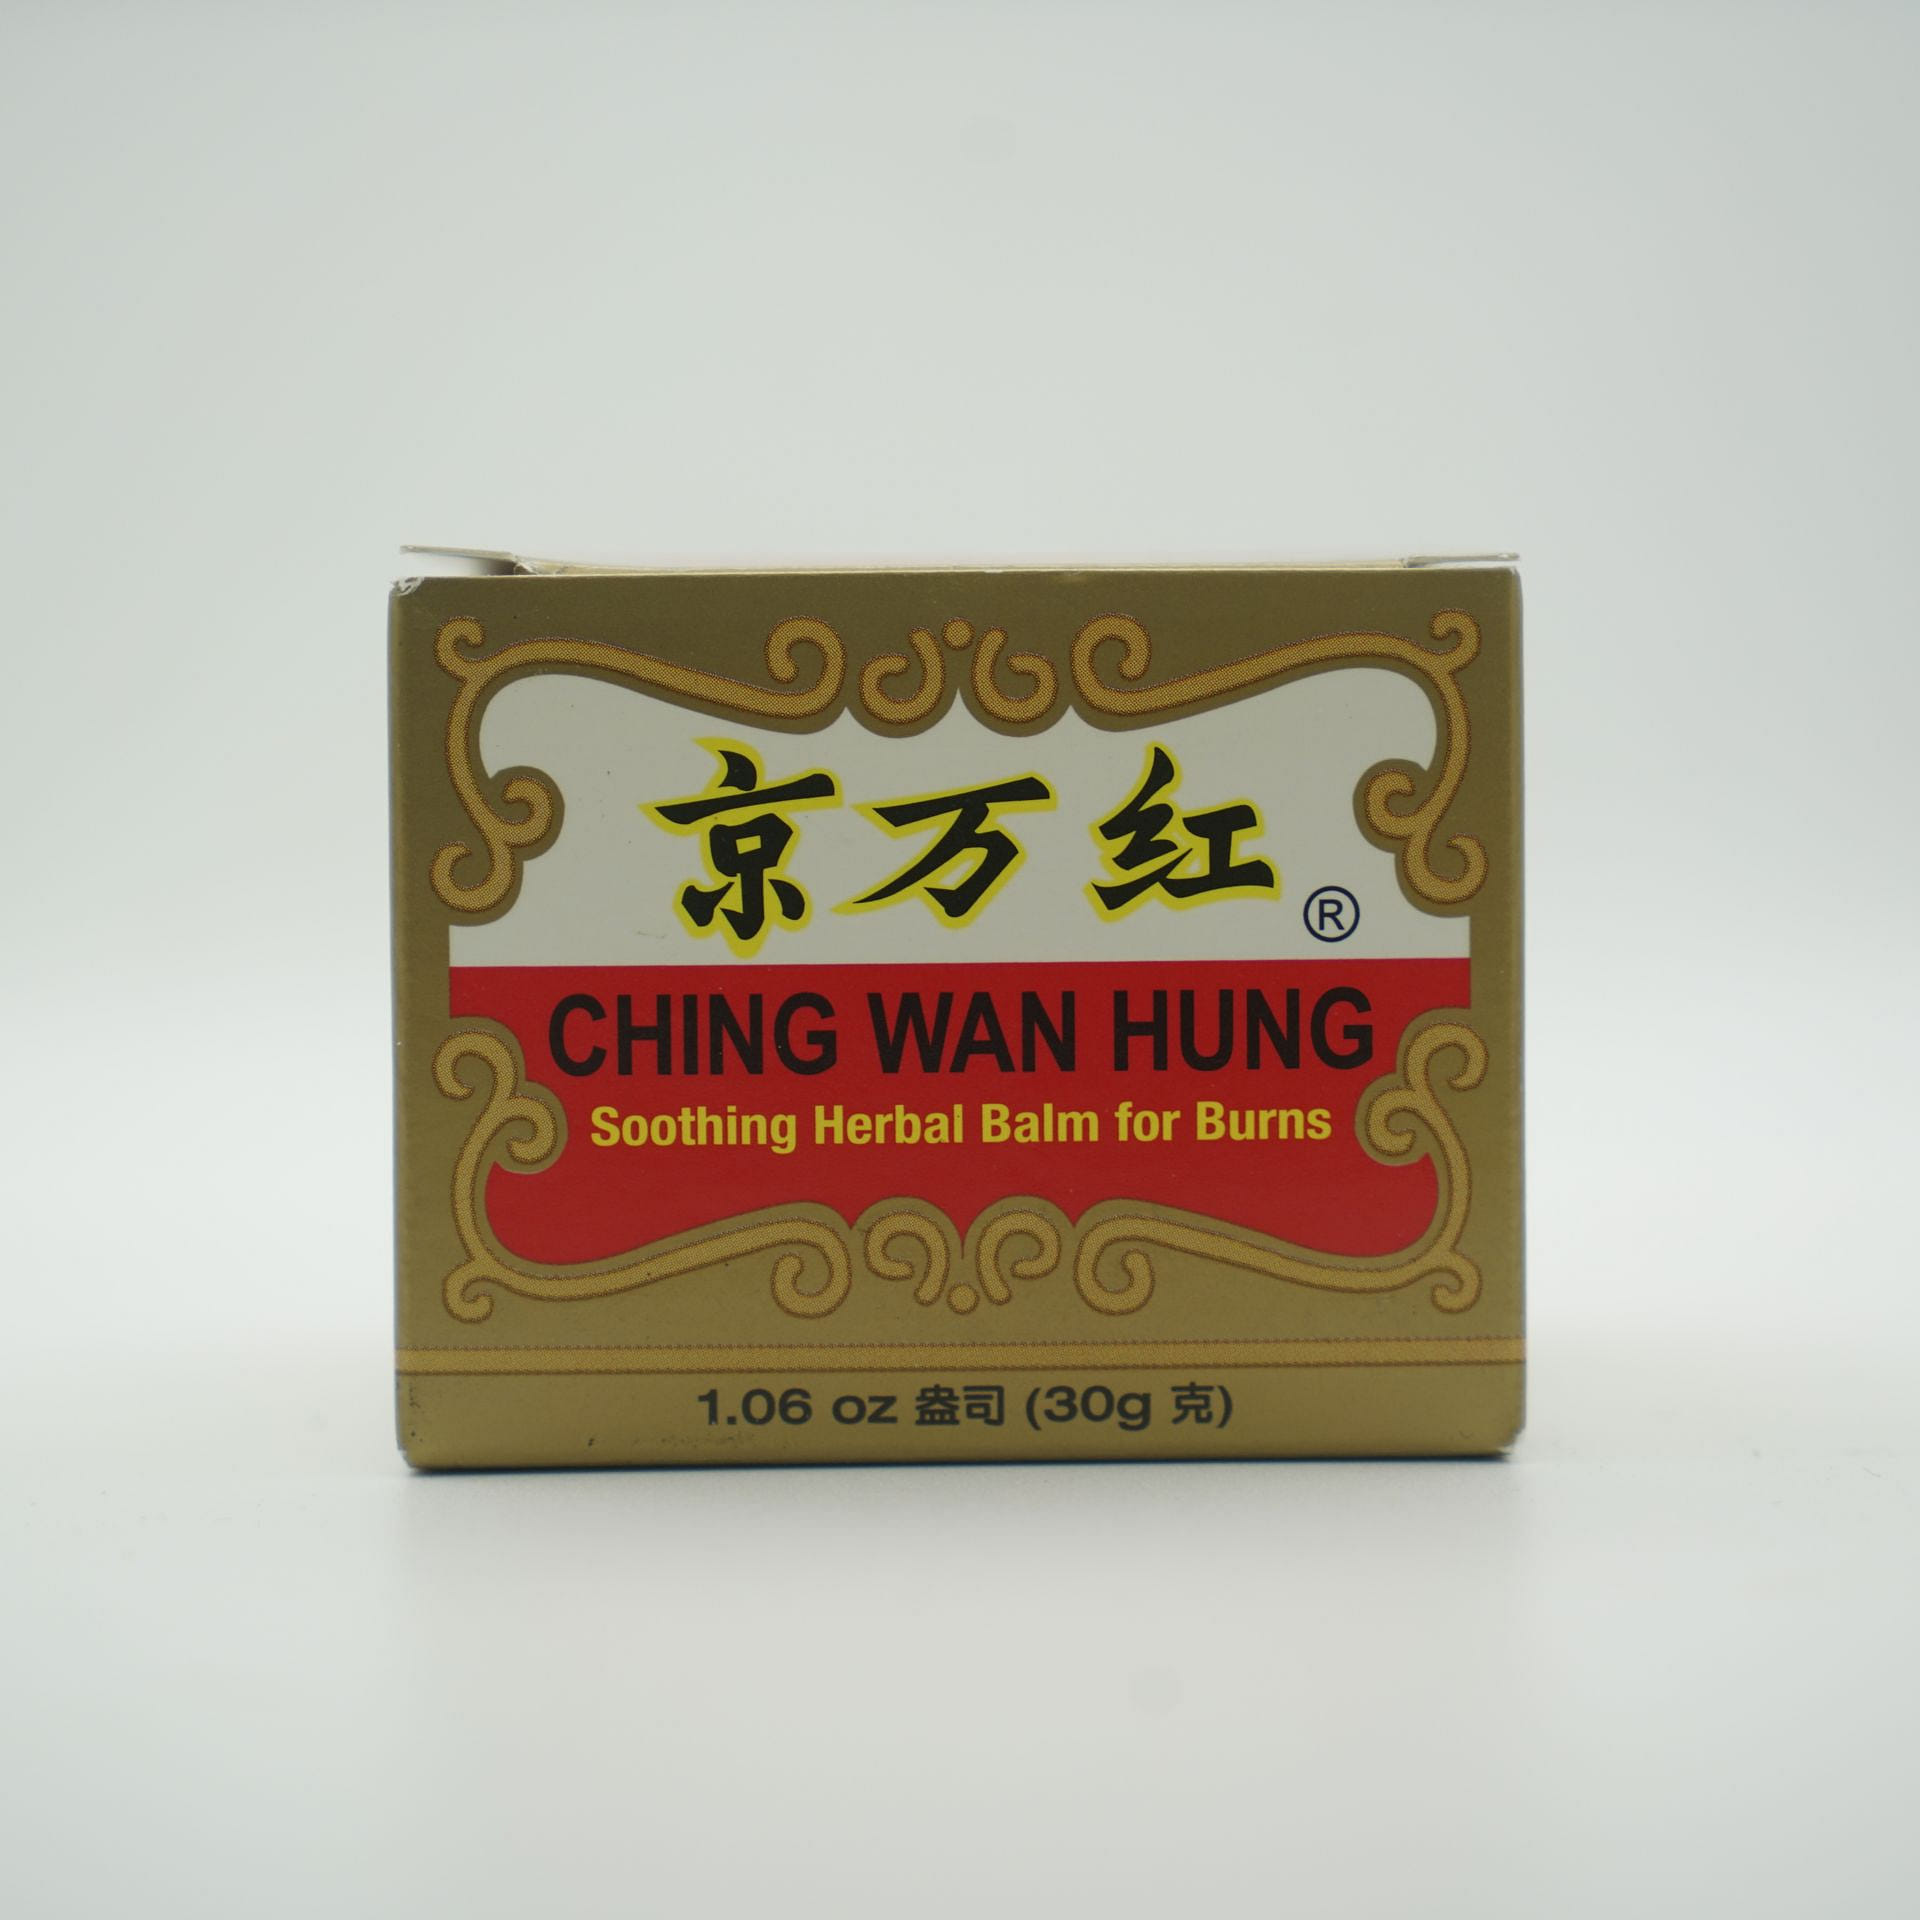 京万红®
CHING WAN HUNG
Soothing Herbal Balm for Burns
1.06 oz 盎司 (30g 克)